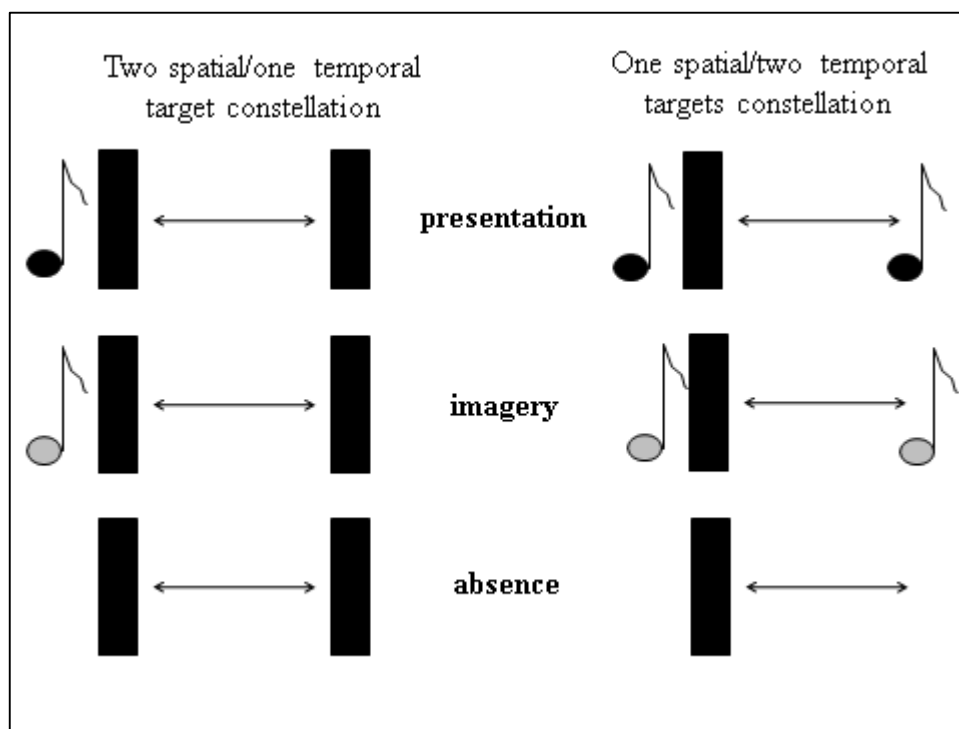 Two spatial/one temporal
target constellation
One spatial/two temporal
targets constellation
presentation
imagery
absence